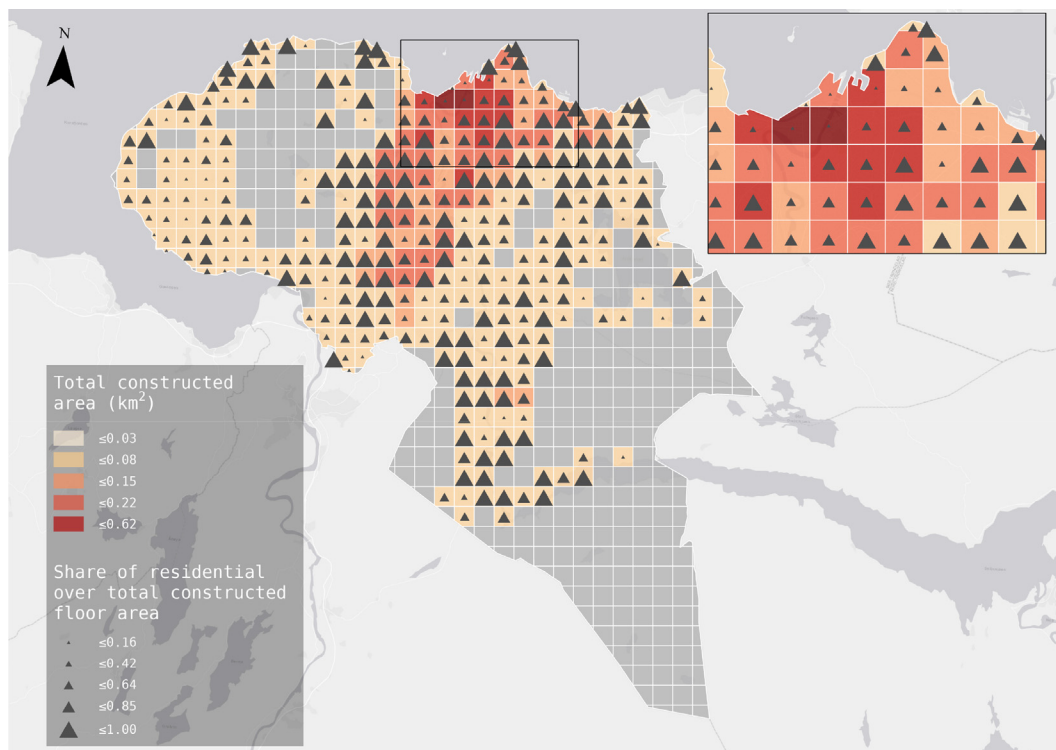 N
Total constructed
area (km²)
≤0.03
≤0.08
≤0.15
≤0.22
≤0.62
Share of residential
over total constructed
floor area
≤0.16
≤0.42
≤0.64
≤0.85
≤1.00